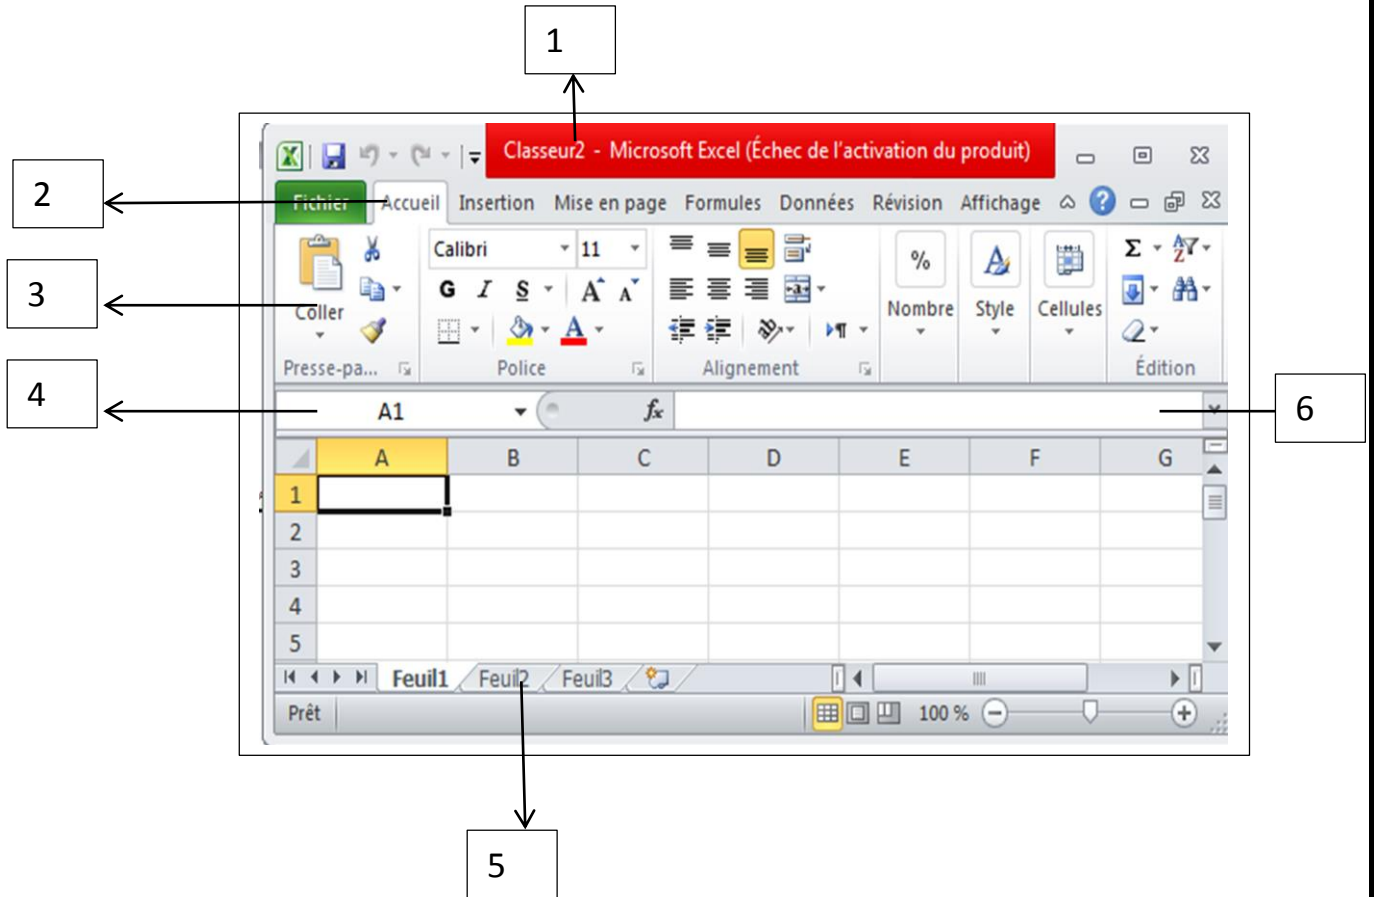 1
Classeur2 - Microsoft Excel (Échec de l'activation du produit)
2
Fichier Accueil Insertion Mise en page Formules Données Révision Affichage
3
Coller
Calibri 11
G I S A A
% Nombre
Style
Cellules
Σ
A
Presse-pa... Police Alignement Édition
4
A1 fx
6
A B C D E F G
1
2
3
4
5
Feuil1 Feuil2 Feuil3
Prêt 100 %
5